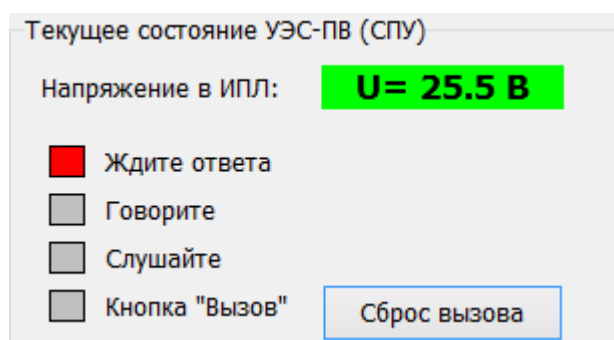 Текущее состояние УЭС-ПВ (СПУ)
Напряжение в ИПЛ: U= 25.5 В
Ждите ответа
Говорите
Слушайте
Кнопка "Вызов" Сброс вызова